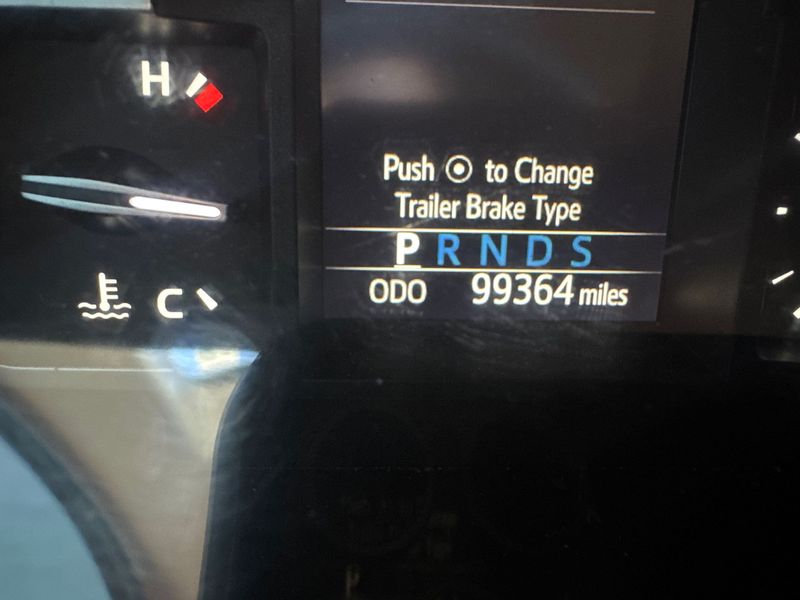 H
Push to Change
Trailer Brake Type
P R N D S
C
ODO 99364 miles